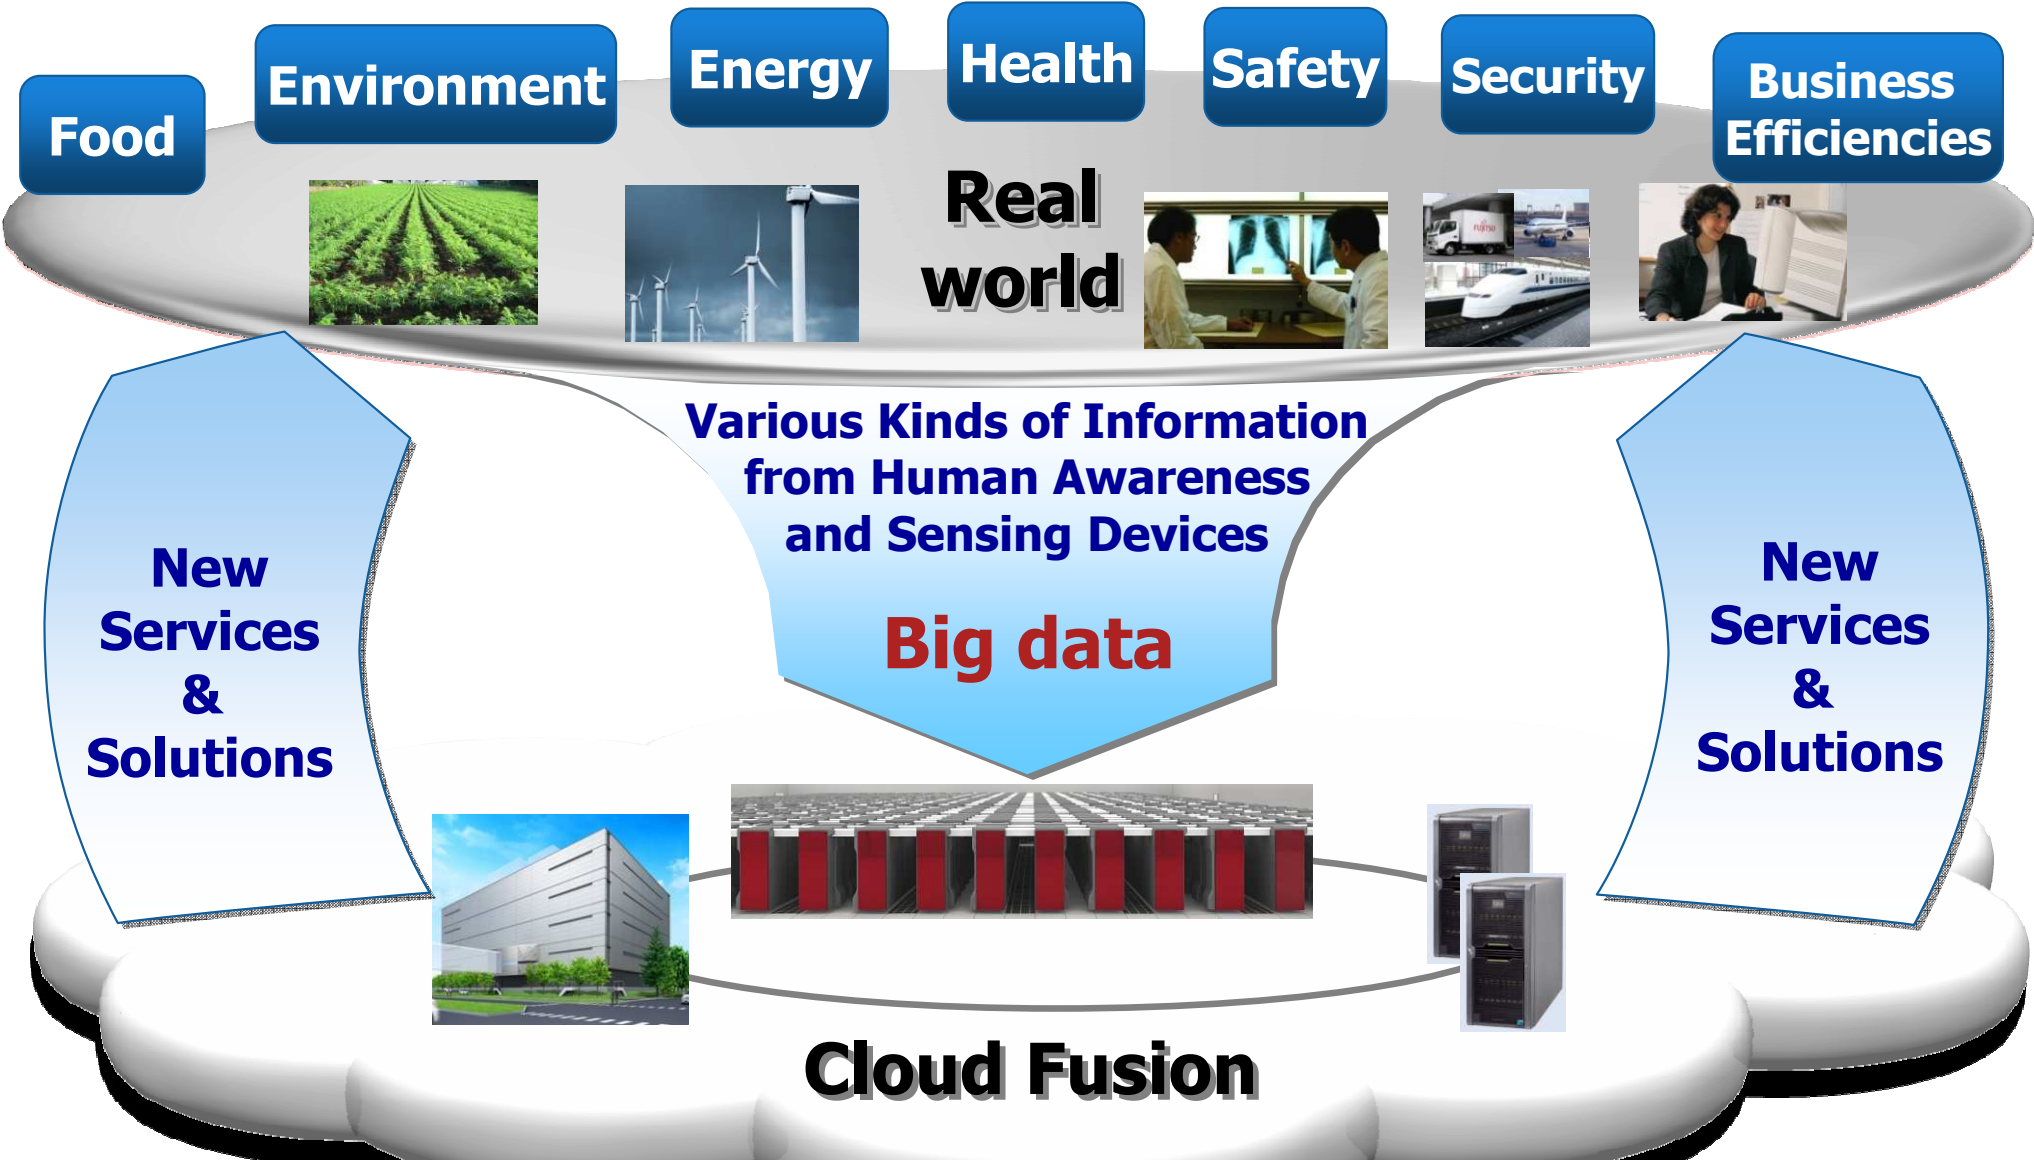 Food
Environment
Energy
Health
Safety
Security
Business
Efficiencies
Real
world
FUJITSU
Various Kinds of Information
from Human Awareness
and Sensing Devices
Big data
New
Services
&
Solutions
New
Services
&
Solutions
Cloud Fusion